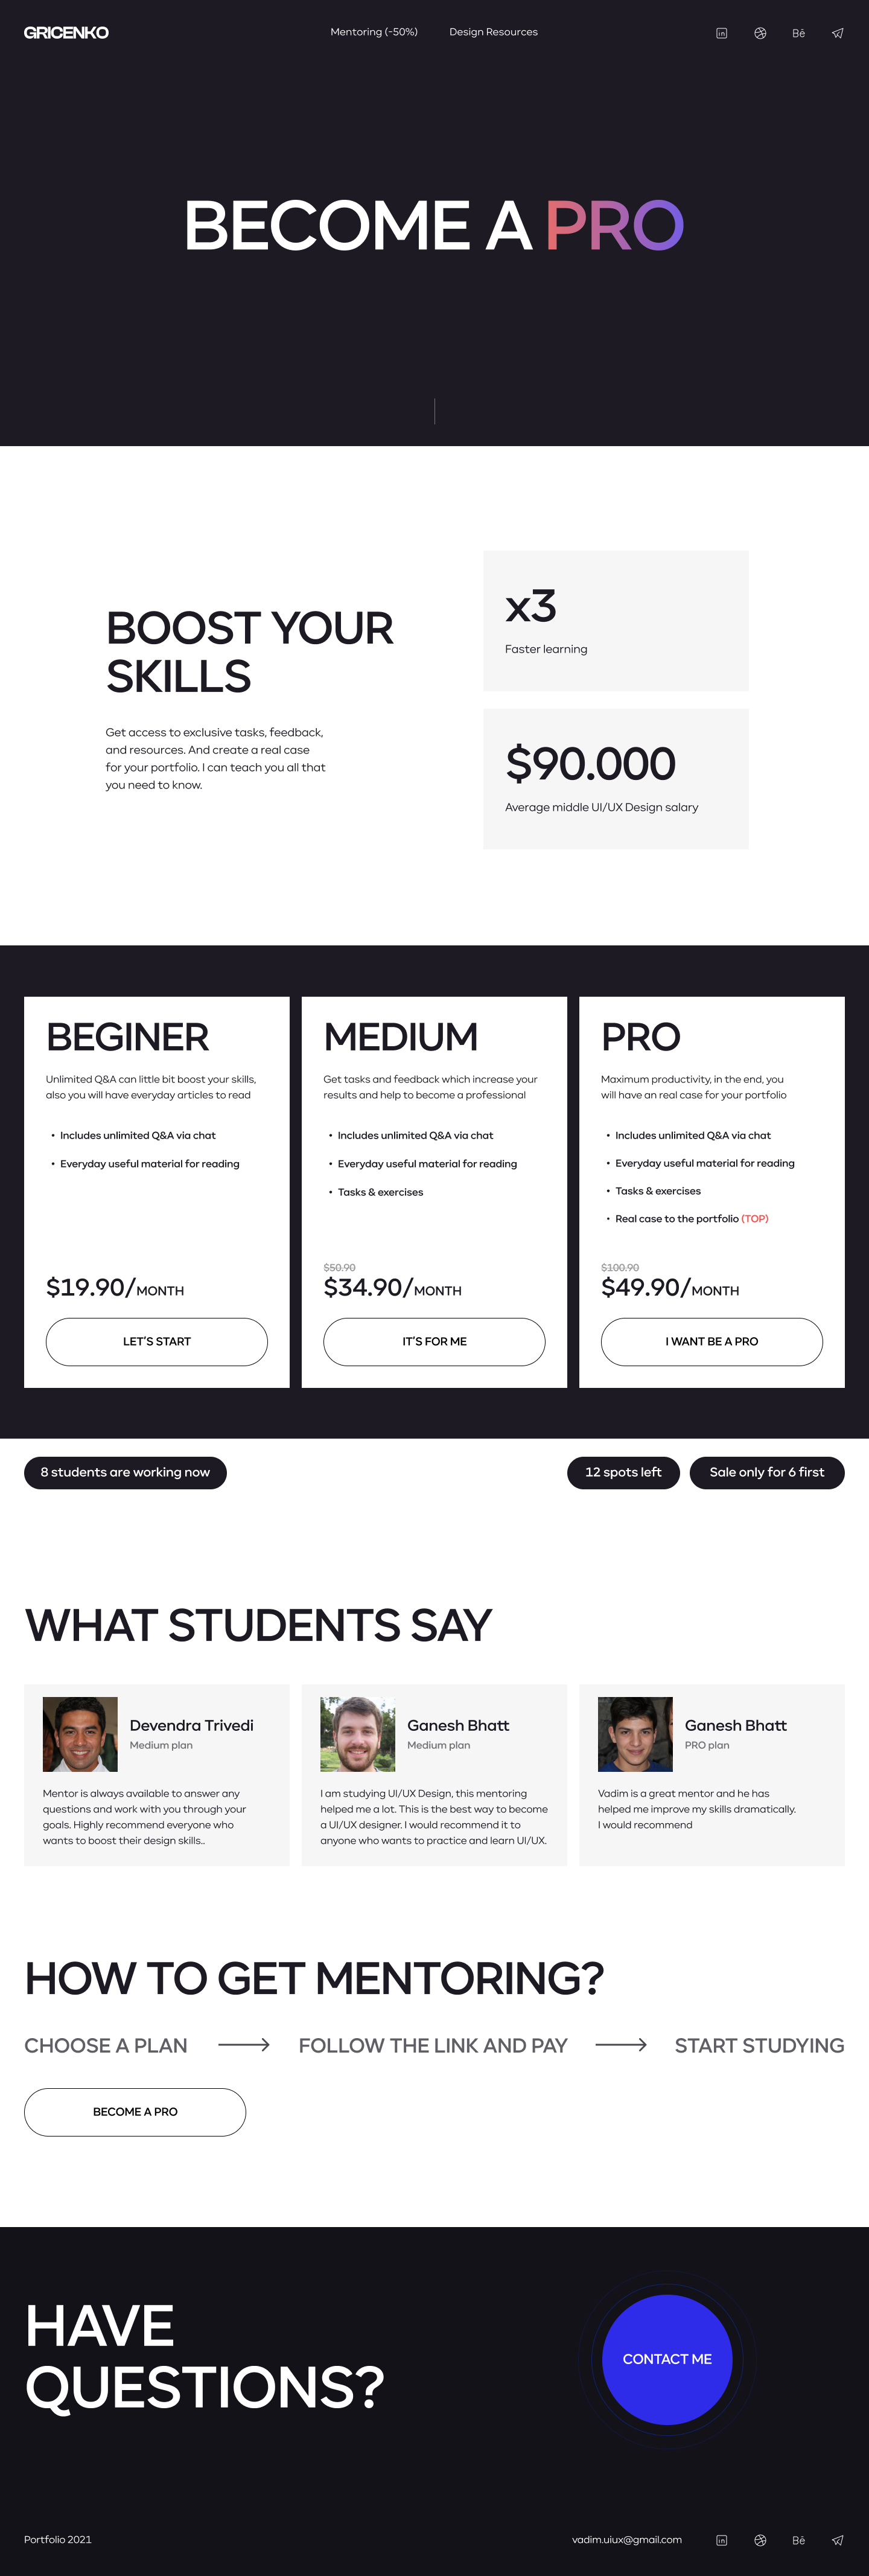 GRICENKO
Mentoring (-50%)
Design Resources
in
Bē
BECOME A PRO
BOOST YOUR
SKILLS
Get access to exclusive tasks, feedback,
and resources. And create a real case
for your portfolio. I can teach you all that
you need to know.
x3
Faster learning
$90.000
Average middle UI/UX Design salary
BEGINER
Unlimited Q&A can little bit boost your skills,
also you will have everyday articles to read
• Includes unlimited Q&A via chat
• Everyday useful material for reading
$19.90/MONTH
LET'S START
MEDIUM
Get tasks and feedback which increase your
results and help to become a professional
• Includes unlimited Q&A via chat
• Everyday useful material for reading
• Tasks & exercises
$50.90
$34.90/MONTH
IT'S FOR ME
PRO
Maximum productivity, in the end, you
will have an real case for your portfolio
• Includes unlimited Q&A via chat
• Everyday useful material for reading
• Tasks & exercises
• Real case to the portfolio (TOP)
$100.90
$49.90/MONTH
I WANT BE A PRO
8 students are working now
12 spots left
Sale only for 6 first
WHAT STUDENTS SAY
Devendra Trivedi
Medium plan
Mentor is always available to answer any
questions and work with you through your
goals. Highly recommend everyone who
wants to boost their design skills..
Ganesh Bhatt
Medium plan
I am studying UI/UX Design, this mentoring
helped me a lot. This is the best way to become
a UI/UX designer. I would recommend it to
anyone who wants to practice and learn UI/UX.
Ganesh Bhatt
PRO plan
Vadim is a great mentor and he has
helped me improve my skills dramatically.
I would recommend
HOW TO GET MENTORING?
CHOOSE A PLAN
FOLLOW THE LINK AND PAY
START STUDYING
BECOME A PRO
HAVE
QUESTIONS?
CONTACT ME
Portfolio 2021
vadim.uiux@gmail.com
in
Bē